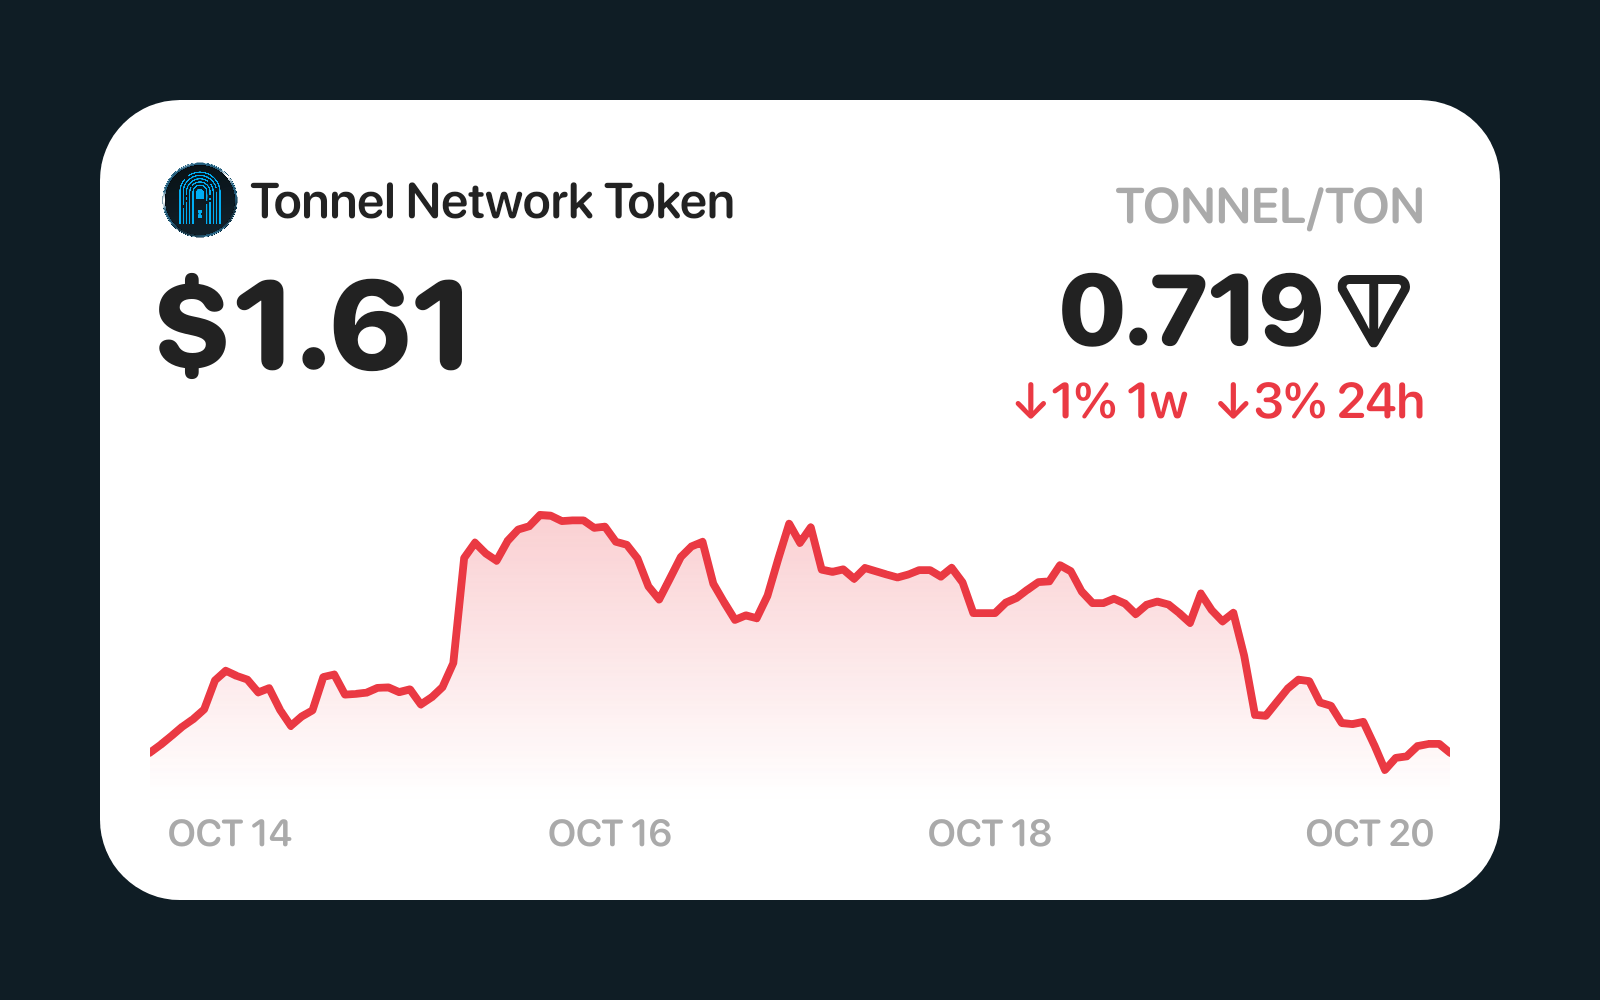 Tonnel Network Token
TONNEL/TON
$1.61
0.719
↓1% 1w ↓3% 24h
OCT 14
OCT 16
OCT 18
OCT 20